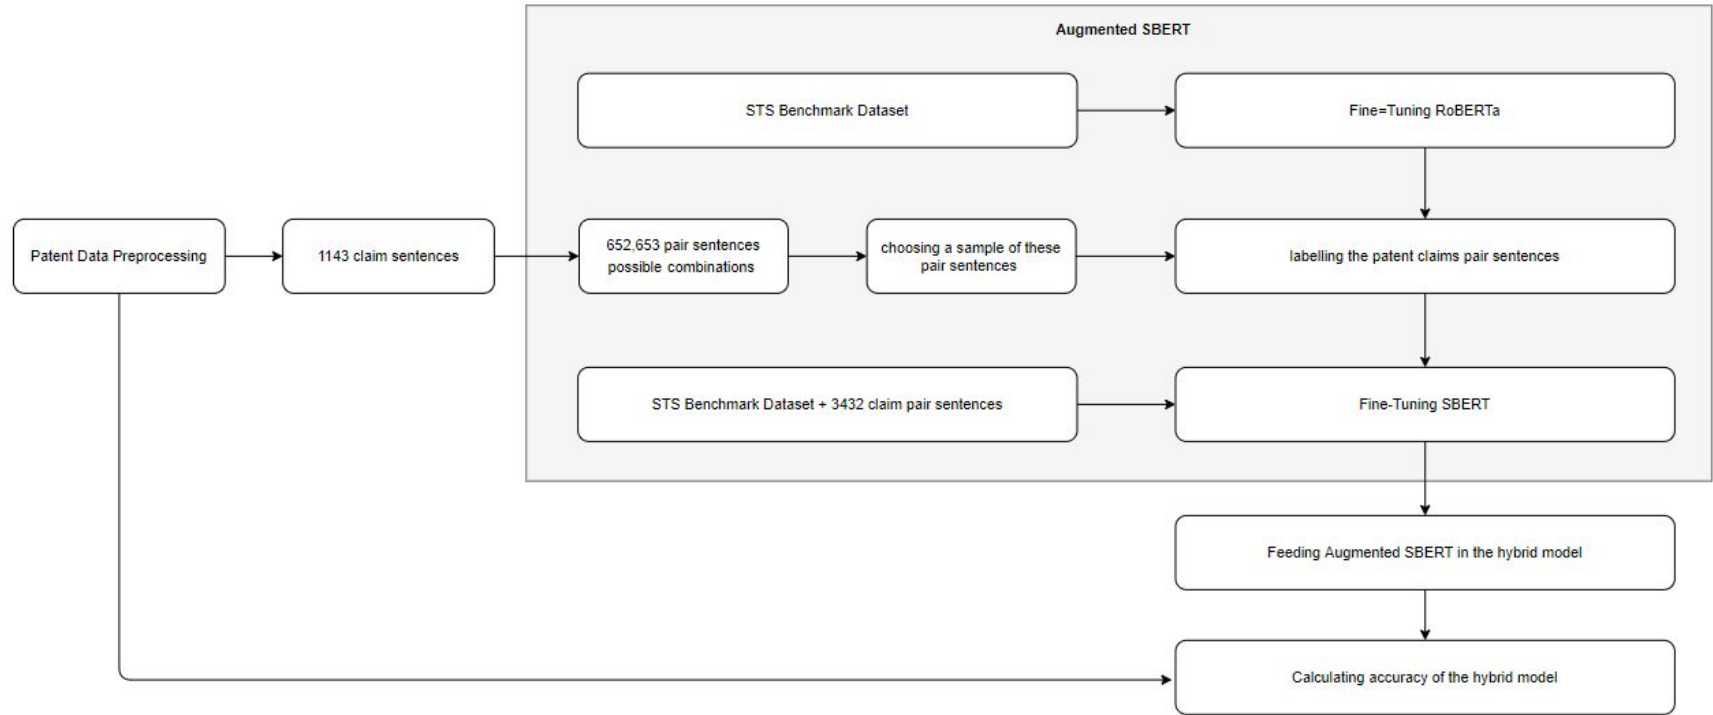 Augmented SBERT
STS Benchmark Dataset
Fine=Tuning RoBERTa
Patent Data Preprocessing
1143 claim sentences
652,653 pair sentences
possible combinations
choosing a sample of these
pair sentences
labelling the patent claims pair sentences
STS Benchmark Dataset + 3432 claim pair sentences
Fine-Tuning SBERT
Feeding Augmented SBERT in the hybrid model
Calculating accuracy of the hybrid model